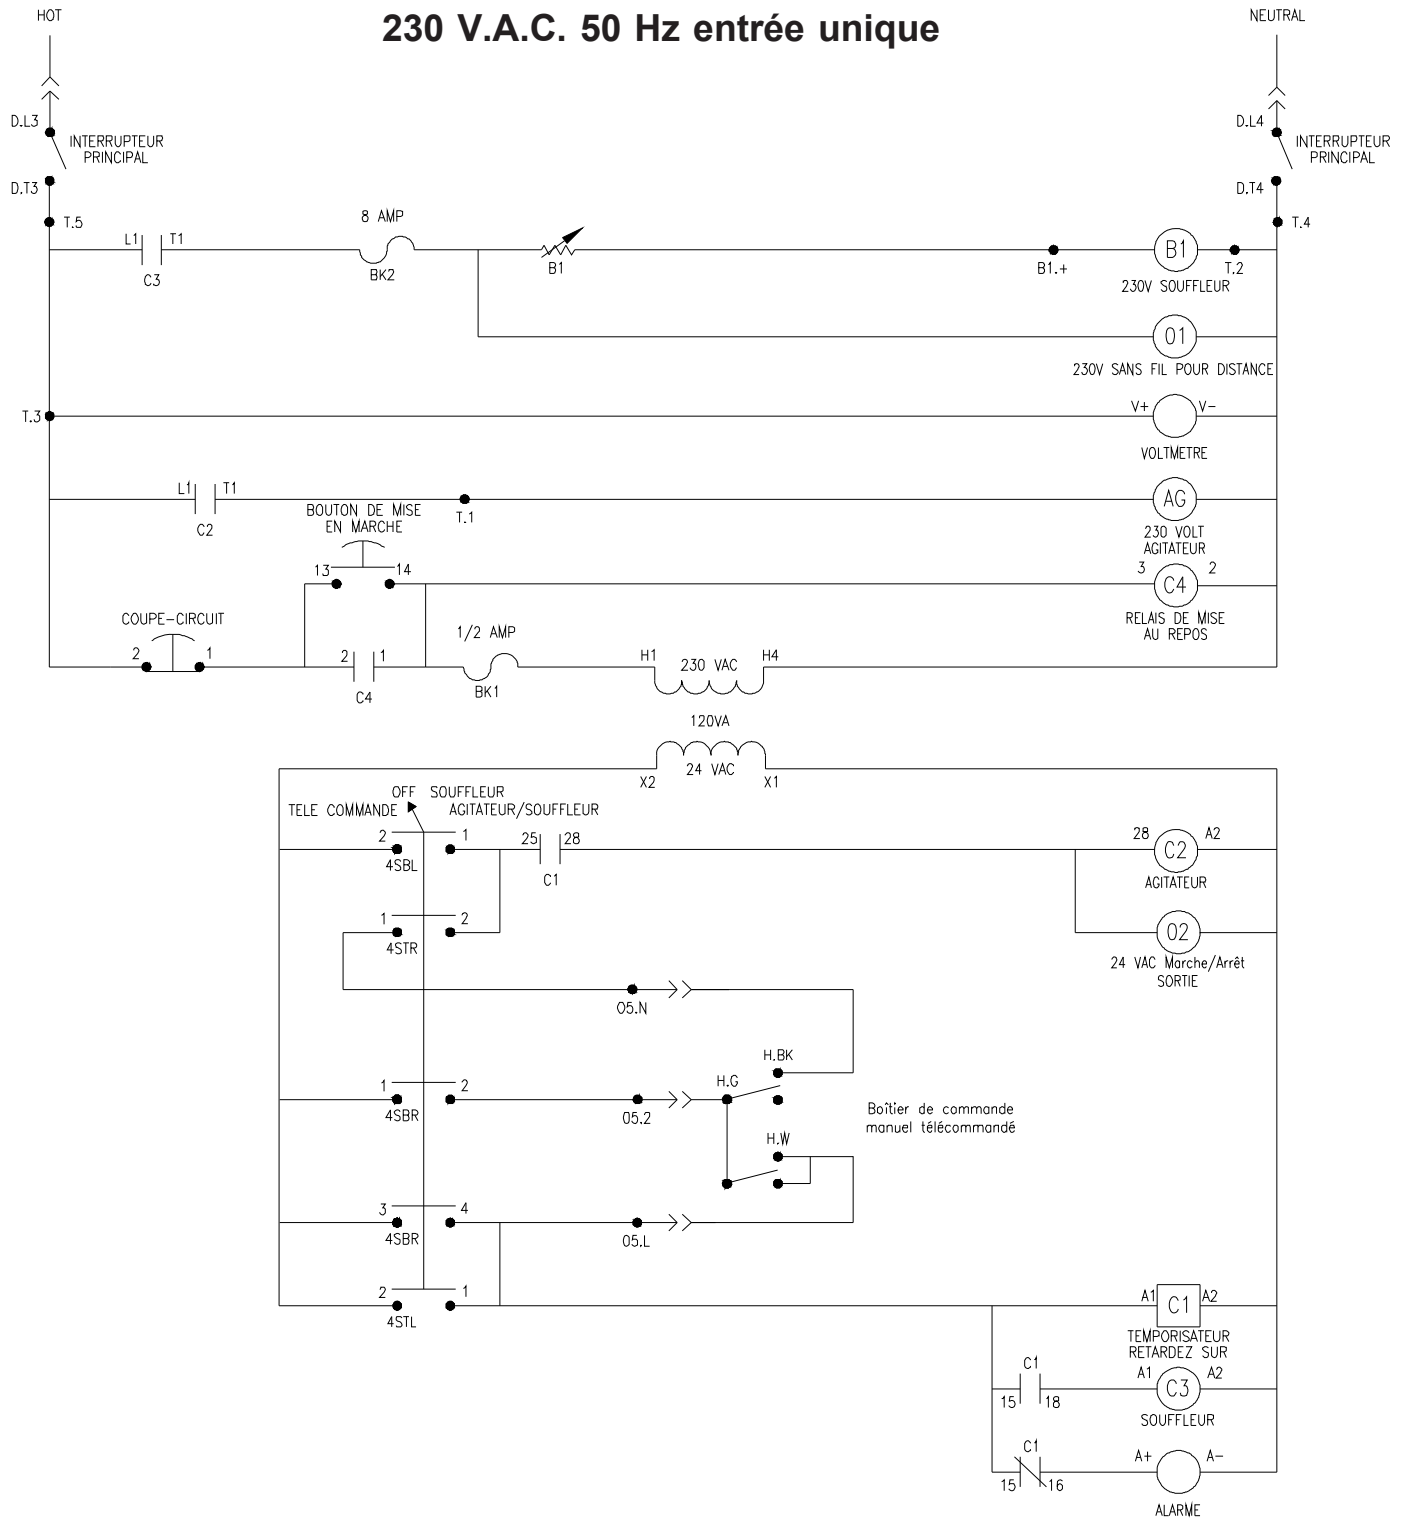 230 V.A.C. 50 Hz entrée unique
HOT
NEUTRAL
D.L3
INTERRUPTEUR
PRINCIPAL
D.T3
T.5
D.L4
INTERRUPTEUR
PRINCIPAL
D.T4
T.4
L1
T1
C3
8 AMP
BK2
B1
B1.+
B1
T.2
230V SOUFFLEUR
O1
230V SANS FIL POUR DISTANCE
T.3
V+
V-
VOLTMETRE
L1
T1
C2
T.1
AG
230 VOLT
AGITATEUR
BOUTON DE MISE
EN MARCHE
13
14
3
C4
2
RELAIS DE MISE
AU REPOS
COUPE-CIRCUIT
2
1
2
1
C4
1/2 AMP
BK1
H1
230 VAC
H4
120VA
X2
24 VAC
X1
OFF SOUFFLEUR
TELE COMMANDE
AGITATEUR/SOUFFLEUR
2
1
4SBL
25
28
C1
28
C2
A2
AGITATEUR
1
2
4STR
O2
24 VAC Marche/Arrêt
SORTIE
O5.N
H.BK
1
2
4SBR
O5.2
H.G
Boîtier de commande
manuel télécommandé
H.W
3
4
4SBR
O5.L
2
1
4STL
A1
C1
A2
TEMPORISATEUR
RETARDEZ SUR
C1
15
18
A1
C3
A2
SOUFFLEUR
C1
15
16
A+
A-
ALARME